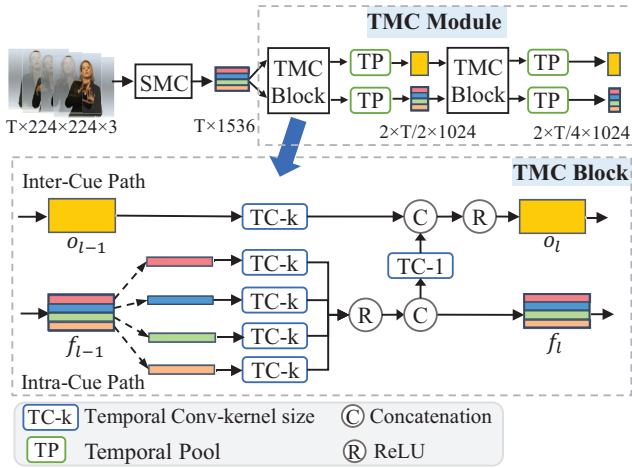 TMC Module
SMC
TMC Block
TP
TP
TMC Block
TP
TP
T×224×224×3
T×1536
2×T/2×1024
2×T/4×1024
TMC Block
Inter-Cue Path
o_{l−1}
TC-k
C
R
o_l
TC-1
TC-k
TC-k
TC-k
TC-k
R
C
f_{l−1}
f_l
Intra-Cue Path
TC-k Temporal Conv-kernel size
C Concatenation
TP Temporal Pool
R ReLU